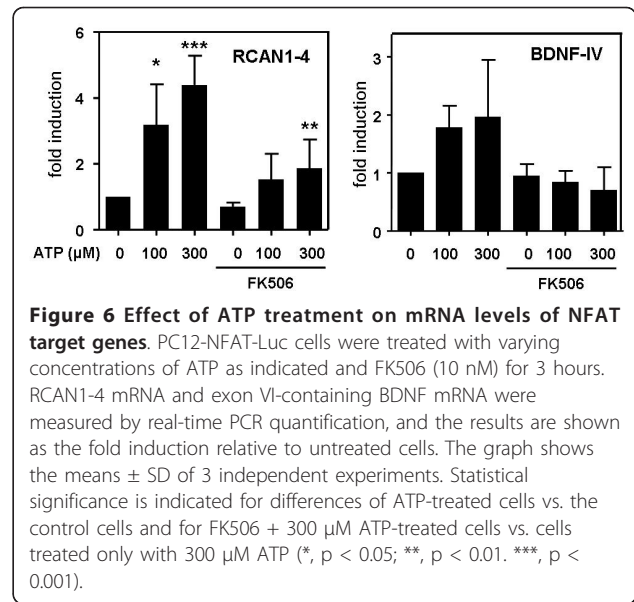 fold induction
6
4
2
0
*
***
**
RCAN1-4
ATP (µM)
0 100 300 0 100 300
FK506
fold induction
3
2
1
0
BDNF-IV
0 100 300 0 100 300
FK506
Figure 6 Effect of ATP treatment on mRNA levels of NFAT
target genes. PC12-NFAT-Luc cells were treated with varying
concentrations of ATP as indicated and FK506 (10 nM) for 3 hours.
RCAN1-4 mRNA and exon VI-containing BDNF mRNA were
measured by real-time PCR quantification, and the results are shown
as the fold induction relative to untreated cells. The graph shows
the means ± SD of 3 independent experiments. Statistical
significance is indicated for differences of ATP-treated cells vs. the
control cells and for FK506 + 300 µM ATP-treated cells vs. cells
treated only with 300 µM ATP (*, p < 0.05; **, p < 0.01. ***, p <
0.001).